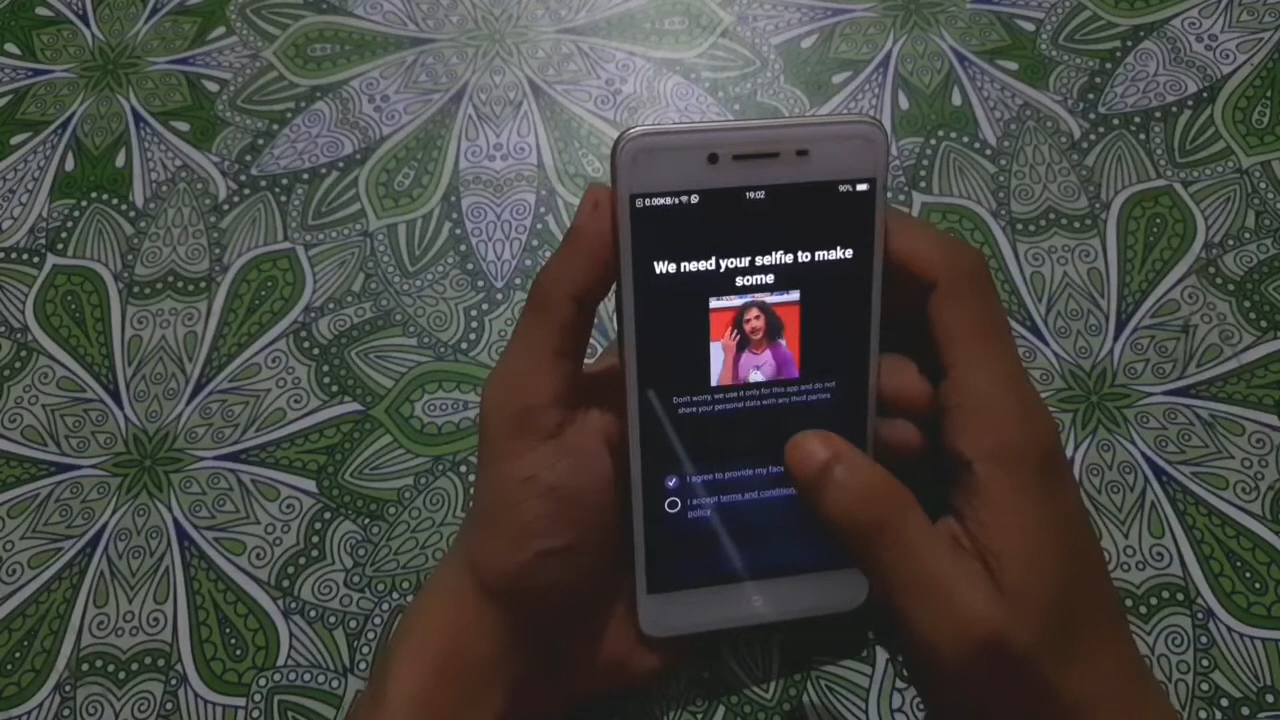 0.00KB/s
19:02
90%
We need your selfie to make
some
Don't worry, we use it only for this app and do not
share your personal data with any third parties
I agree to provide my face
I accept terms and condition
policy